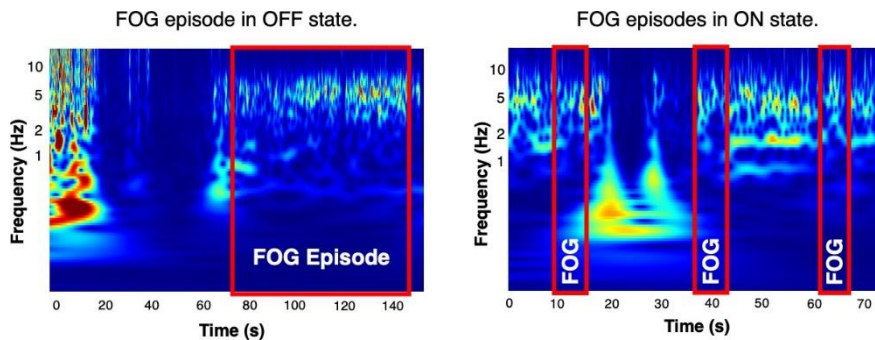 FOG episode in OFF state.
10
5
2
1
Frequency (Hz)
FOG Episode
0 20 40 60 80 100 120 140
Time (s)
FOG episodes in ON state.
10
5
2
1
Frequency (Hz)
FOG
FOG
FOG
0 10 20 30 40 50 60 70
Time (s)